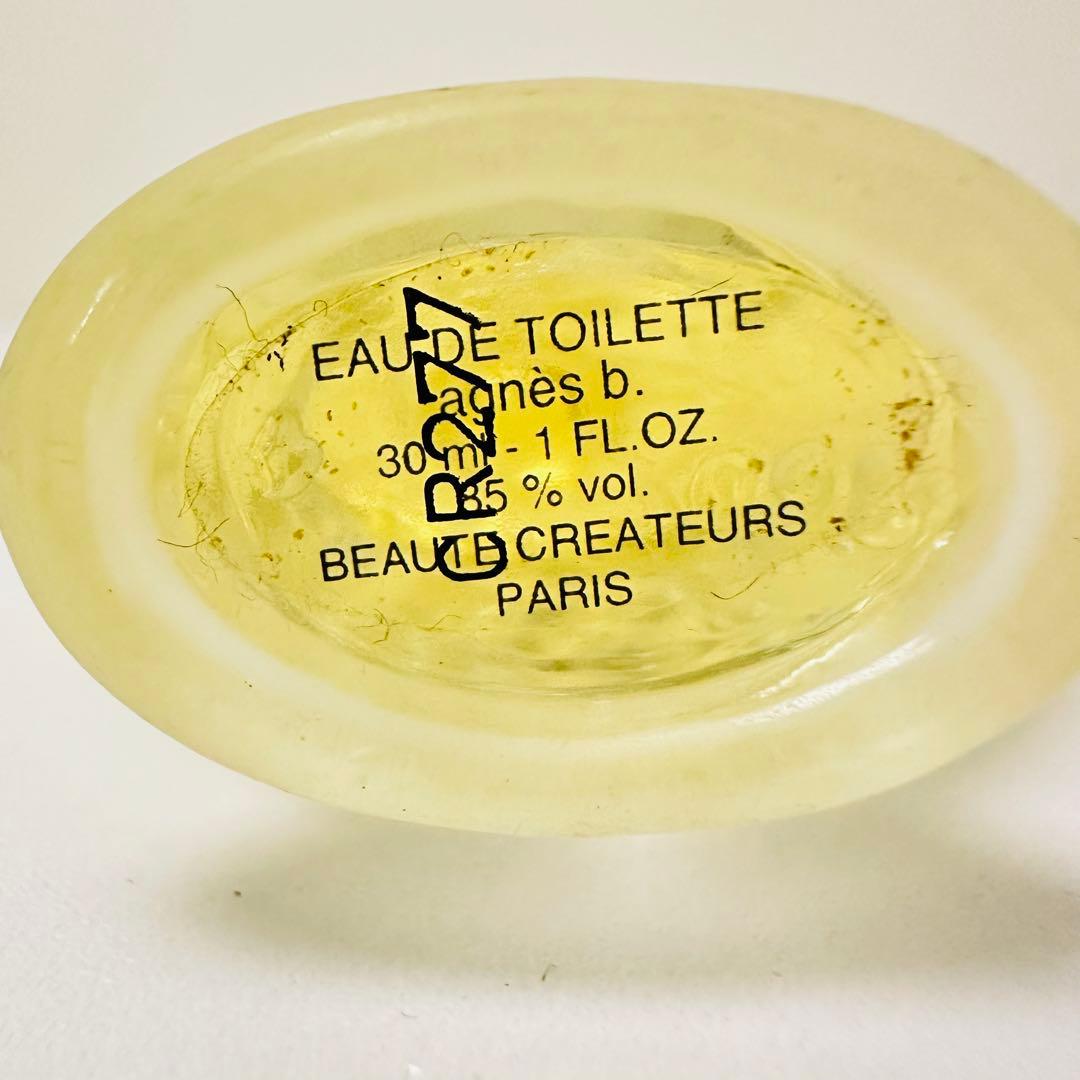 EAU DE TOILETTE
agnès b.
30 ml - 1 FL.OZ.
85 % vol.
BEAUTE CREATEURS
PARIS
CR277